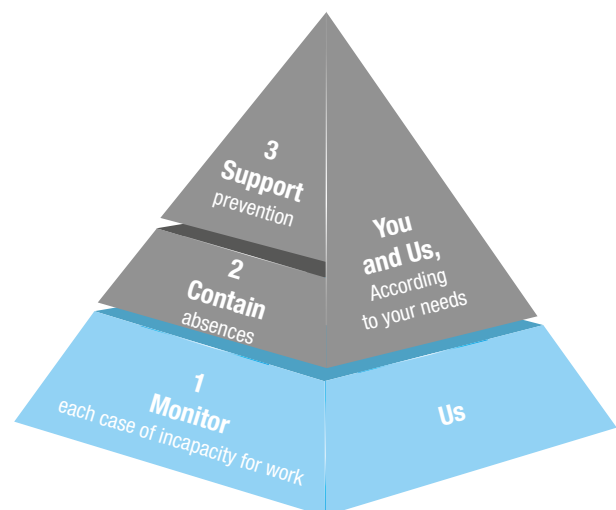 3
Support
prevention
2
Contain
absences
1
Monitor
each case of incapacity for work
You
and Us,
According
to your needs
Us